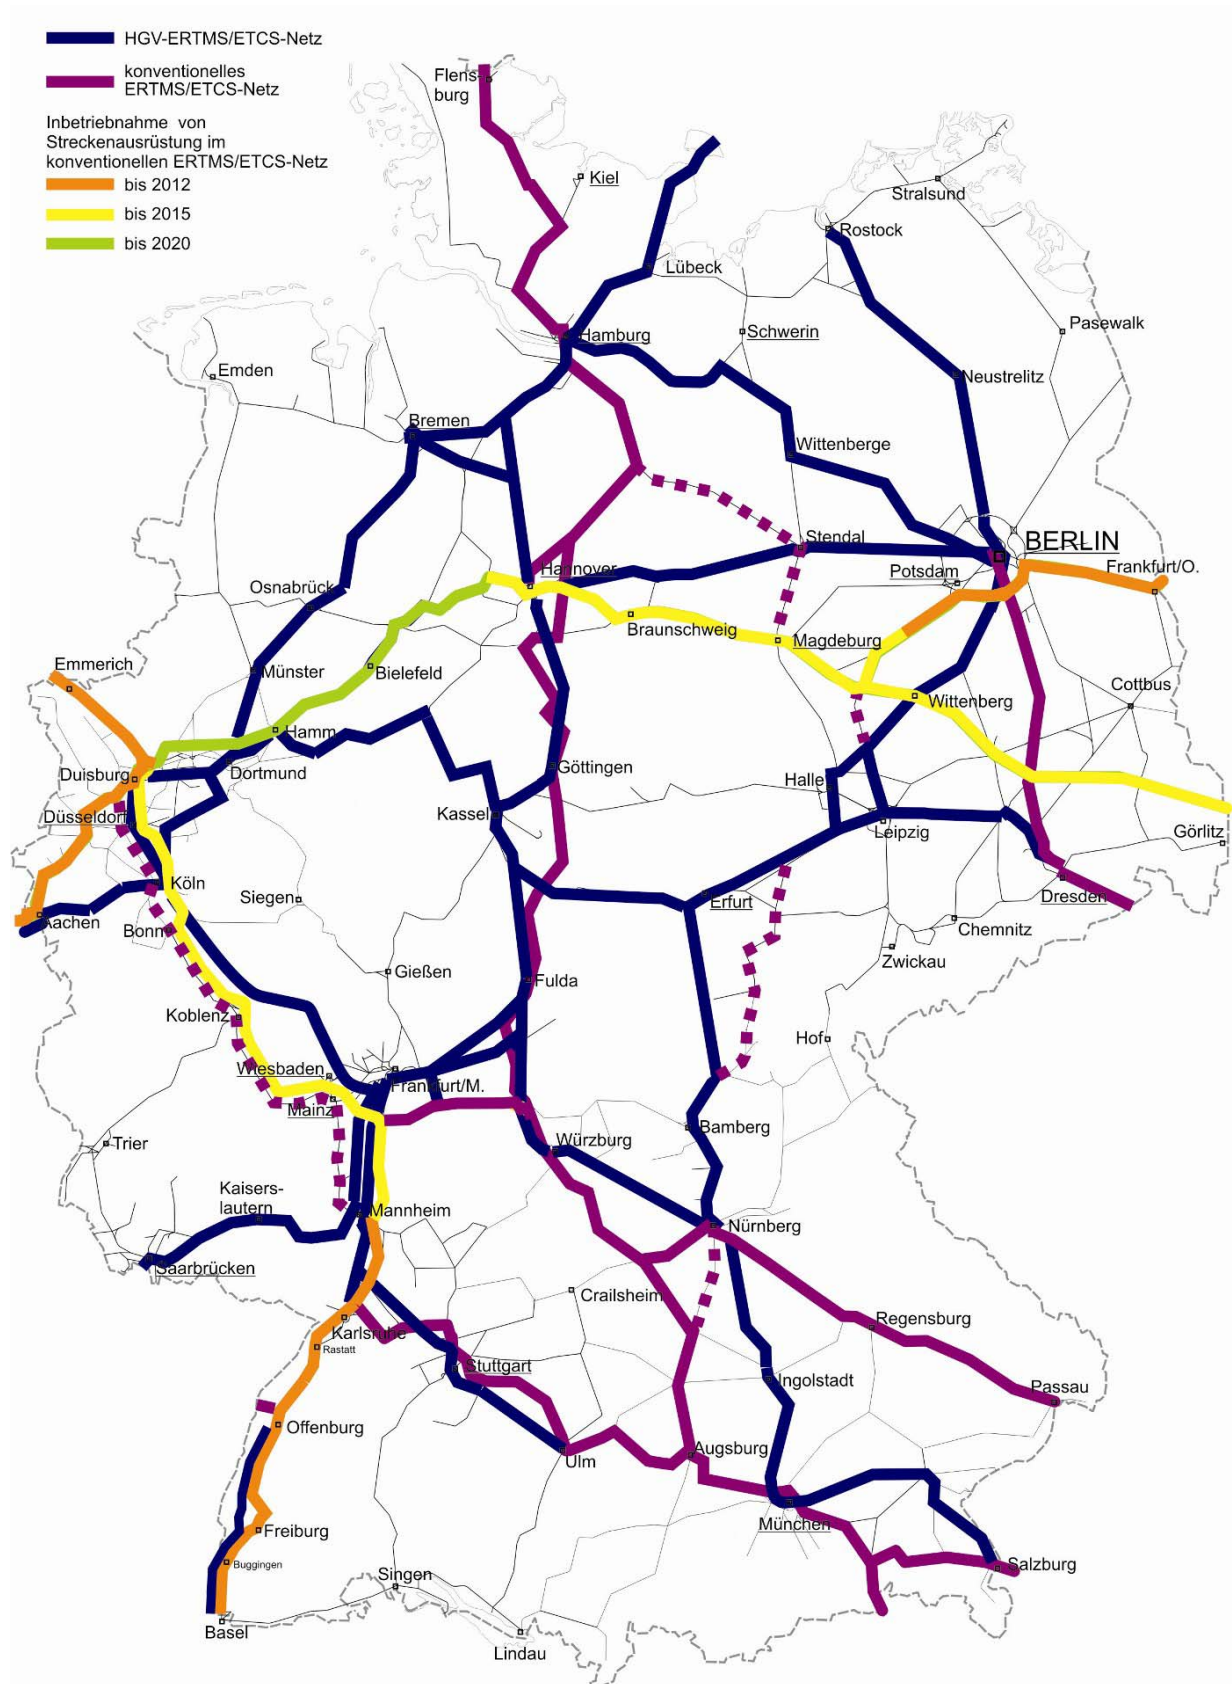 HGV-ERTMS/ETCS-Netz
konventionelles
ERTMS/ETCS-Netz
Inbetriebnahme von
Streckenausrüstung im
konventionellen ERTMS/ETCS-Netz
bis 2012
bis 2015
bis 2020
Flens-
burg
Kiel
Stralsund
Rostock
Lübeck
Hamburg
Schwerin
Pasewalk
Emden
Neustrelitz
Bremen
Wittenberge
Stendal
BERLIN
Hannover
Potsdam
Frankfurt/O.
Osnabrück
Braunschweig
Magdeburg
Emmerich
Münster
Bielefeld
Wittenberg
Cottbus
Hamm
Duisburg
Dortmund
Göttingen
Halle
Düsseldorf
Kassel
Leipzig
Görlitz
Köln
Siegen
Erfurt
Dresden
Aachen
Bonn
Chemnitz
Zwickau
Gießen
Fulda
Koblenz
Hof
Wiesbaden
Frankfurt/M.
Mainz
Bamberg
Trier
Würzburg
Kaisers-
lautern
Mannheim
Nürnberg
Saarbrücken
Crailsheim
Regensburg
Karlsruhe
Rastatt
Stuttgart
Ingolstadt
Passau
Offenburg
Augsburg
Ulm
Freiburg
München
Buggingen
Salzburg
Singen
Basel
Lindau